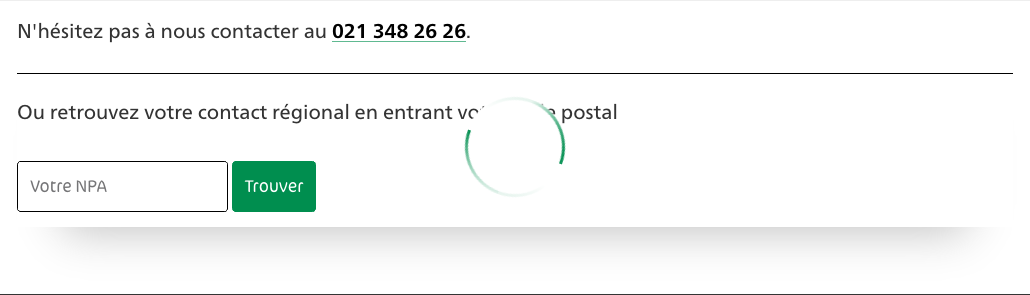 N'hésitez pas à nous contacter au 021 348 26 26.
Ou retrouvez votre contact régional en entrant postal
Votre NPA Trouver